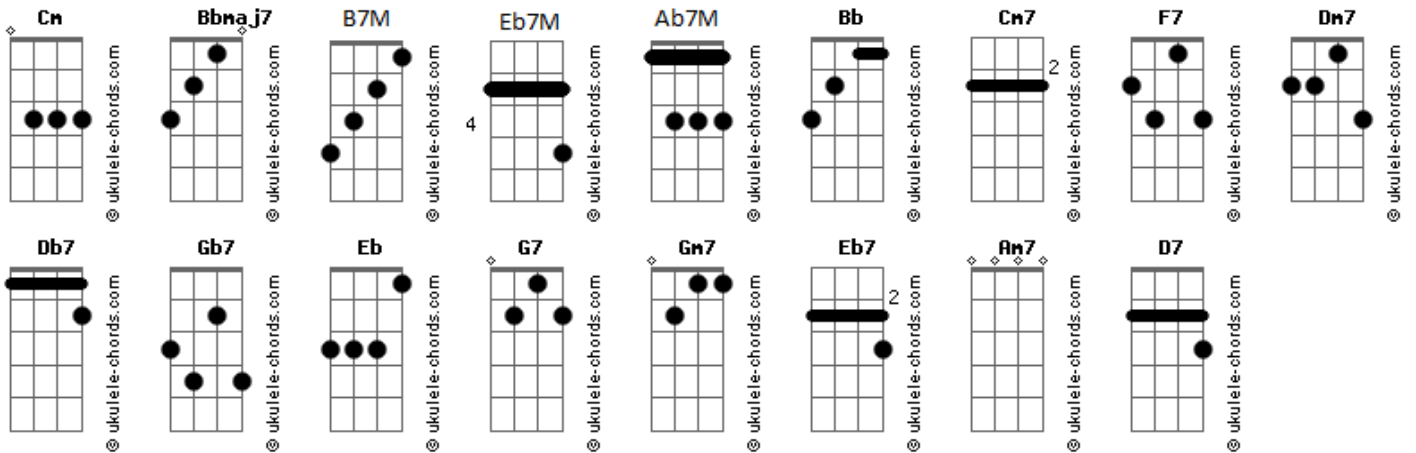 Cm Bbmaj7 B7M Eb7M Ab7M Bb Cm7 F7 Dm7
4 2
© ukulele-chords.com © ukulele-chords.com © ukulele-chords.com © ukulele-chords.com © ukulele-chords.com © ukulele-chords.com © ukulele-chords.com © ukulele-chords.com © ukulele-chords.com
Db7 Gb7 Eb G7 Gm7 Eb7 Am7 D7
2
© ukulele-chords.com © ukulele-chords.com © ukulele-chords.com © ukulele-chords.com © ukulele-chords.com © ukulele-chords.com © ukulele-chords.com © ukulele-chords.com